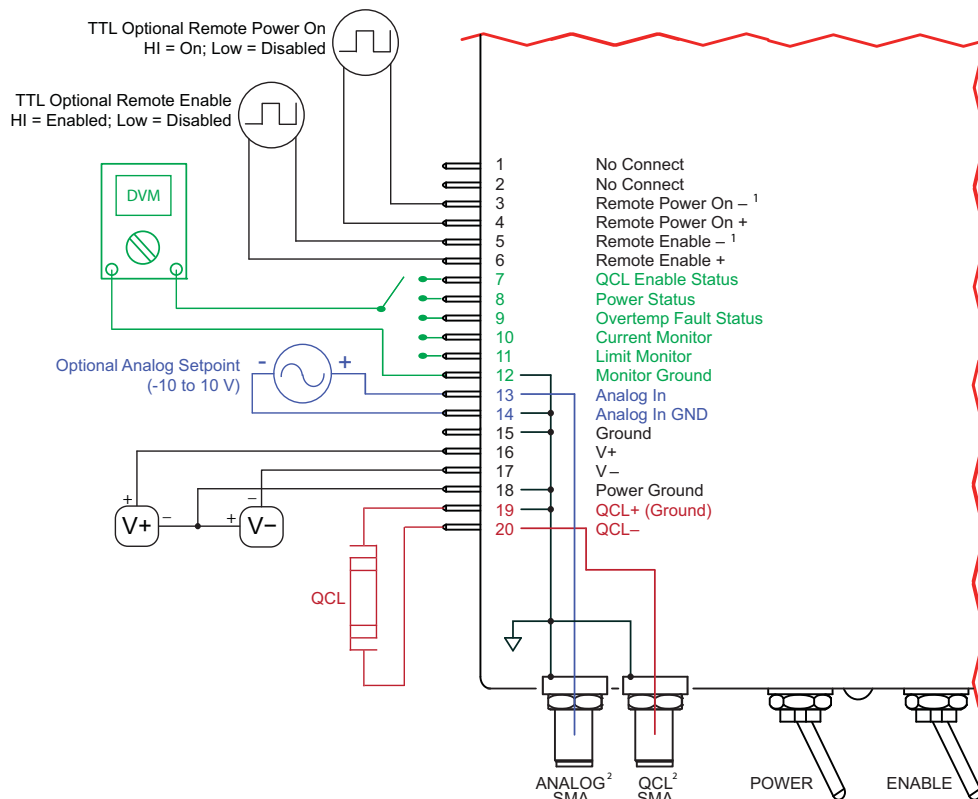 TTL Optional Remote Power On
HI = On; Low = Disabled
TTL Optional Remote Enable
HI = Enabled; Low = Disabled
DVM
1 No Connect
2 No Connect
3 Remote Power On – ¹
4 Remote Power On +
5 Remote Enable – ¹
6 Remote Enable +
7 QCL Enable Status
8 Power Status
9 Overtemp Fault Status
10 Current Monitor
11 Limit Monitor
12 Monitor Ground
Optional Analog Setpoint
(-10 to 10 V)
- +
13 Analog In
14 Analog In GND
15 Ground
16 V+
17 V–
18 Power Ground
19 QCL+ (Ground)
20 QCL–
+ – + –
V+ V–
QCL
ANALOG²
SMA
QCL²
SMA
POWER
ENABLE